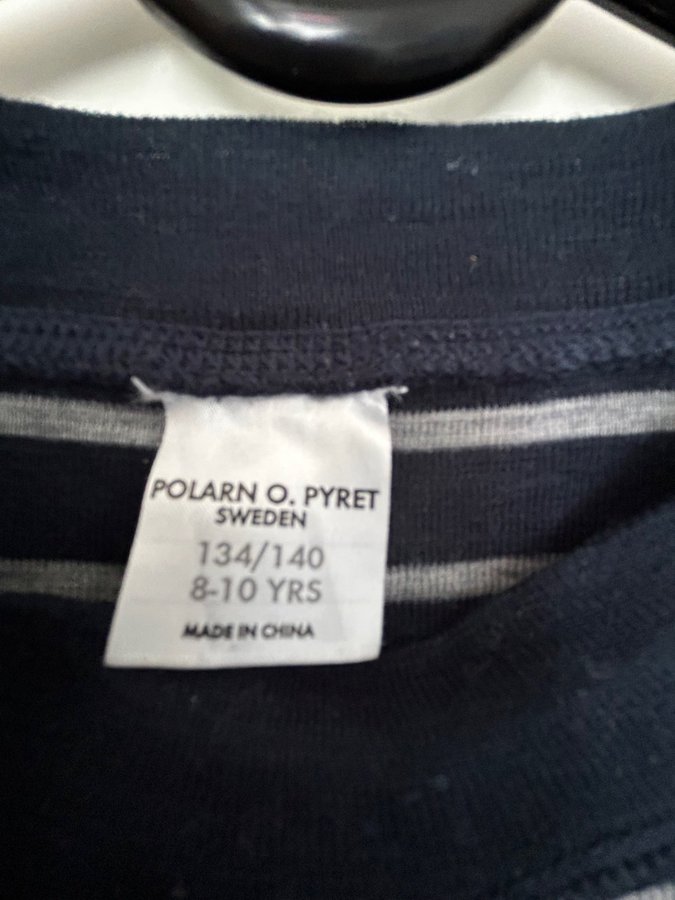 POLARN O. PYRET
SWEDEN
134/140
8-10 YRS
MADE IN CHINA